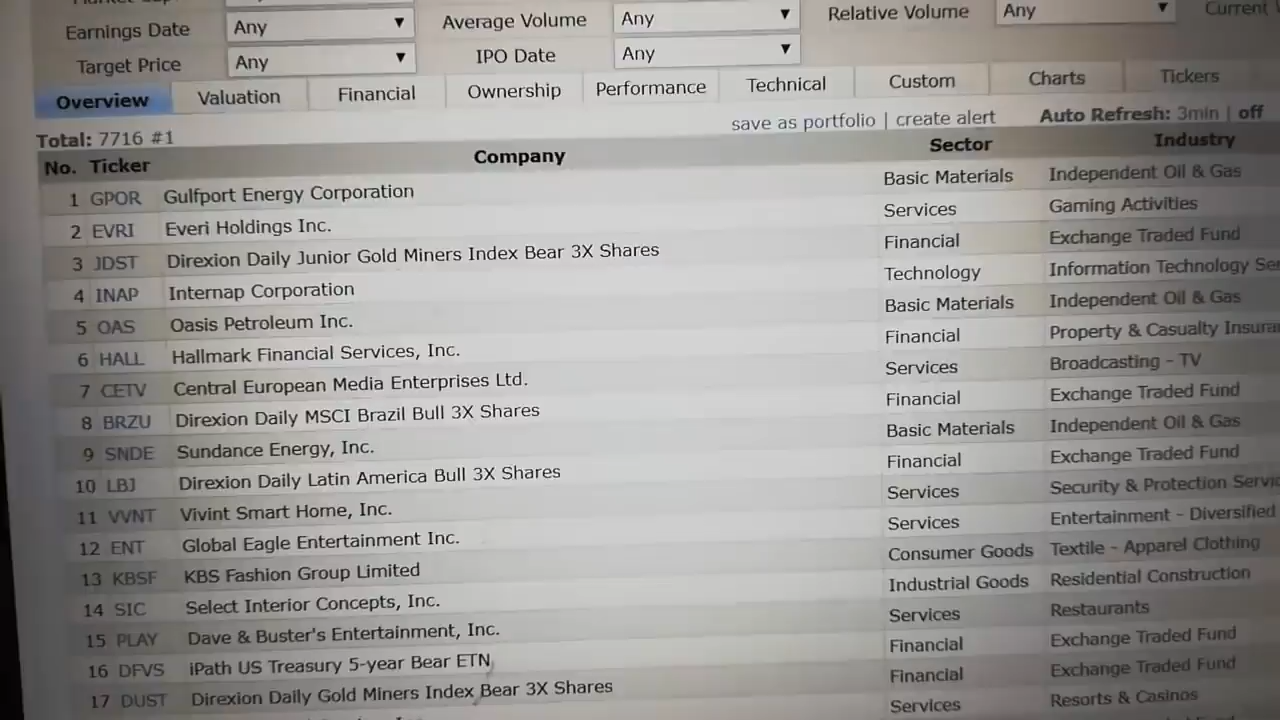 Earnings Date Any Average Volume Any Relative Volume Any Current
Target Price Any IPO Date Any
Overview Valuation Financial Ownership Performance Technical Custom Charts Tickers
Total: 7716 #1 save as portfolio | create alert Auto Refresh: 3min | off
No. Ticker Company Sector Industry
1 GPOR Gulfport Energy Corporation Basic Materials Independent Oil & Gas
2 EVRI Everi Holdings Inc. Services Gaming Activities
3 JDST Direxion Daily Junior Gold Miners Index Bear 3X Shares Financial Exchange Traded Fund
4 INAP Internap Corporation Technology Information Technology Se
5 OAS Oasis Petroleum Inc. Basic Materials Independent Oil & Gas
6 HALL Hallmark Financial Services, Inc. Financial Property & Casualty Insura
7 CETV Central European Media Enterprises Ltd. Services Broadcasting - TV
8 BRZU Direxion Daily MSCI Brazil Bull 3X Shares Financial Exchange Traded Fund
9 SNDE Sundance Energy, Inc. Basic Materials Independent Oil & Gas
10 LBJ Direxion Daily Latin America Bull 3X Shares Financial Exchange Traded Fund
11 VVNT Vivint Smart Home, Inc. Services Security & Protection Servic
12 ENT Global Eagle Entertainment Inc. Services Entertainment - Diversified
13 KBSF KBS Fashion Group Limited Consumer Goods Textile - Apparel Clothing
14 SIC Select Interior Concepts, Inc. Industrial Goods Residential Construction
15 PLAY Dave & Buster's Entertainment, Inc. Services Restaurants
16 DFVS iPath US Treasury 5-year Bear ETN Financial Exchange Traded Fund
17 DUST Direxion Daily Gold Miners Index Bear 3X Shares Financial Exchange Traded Fund
Services Resorts & Casinos